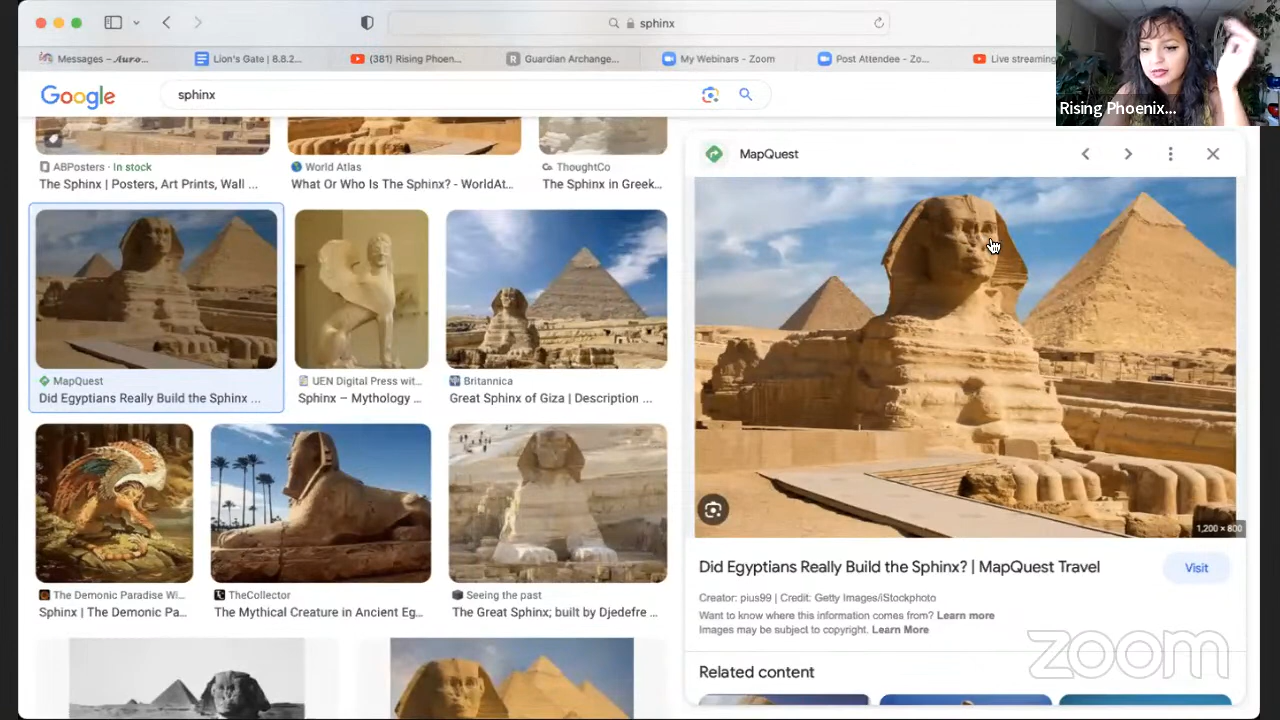 sphinx
Messages – Auro...
Lion's Gate | 8.8.2...
(381) Rising Phoen...
Guardian Archange...
My Webinars - Zoom
Post Attendee - Zo...
Live streaming
Rising Phoenix...
Google
sphinx
ABPosters · In stock
The Sphinx | Posters, Art Prints, Wall ...
World Atlas
What Or Who Is The Sphinx? - WorldAt...
ThoughtCo
The Sphinx in Greek...
MapQuest
MapQuest
Did Egyptians Really Build the Sphinx ...
UEN Digital Press wit...
Sphinx – Mythology ...
Britannica
Great Sphinx of Giza | Description ...
1,200 × 800
Did Egyptians Really Build the Sphinx? | MapQuest Travel
Visit
Creator: pius99 | Credit: Getty Images/iStockphoto
Want to know where this information comes from? Learn more
Images may be subject to copyright. Learn More
The Demonic Paradise Wi...
Sphinx | The Demonic Pa...
TheCollector
The Mythical Creature in Ancient Eg...
Seeing the past
The Great Sphinx; built by Djedefre ...
zoom
Related content